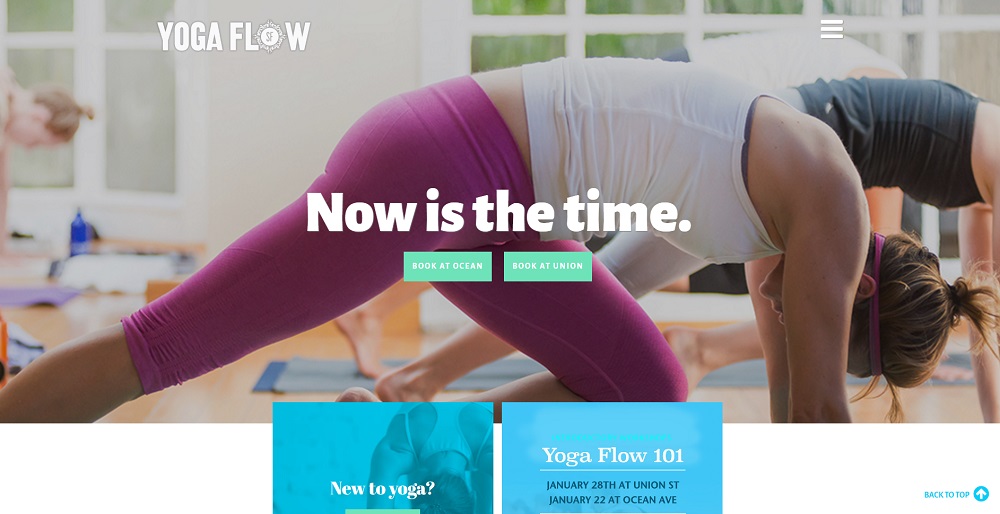 YOGA FLOW
SF
Now is the time.
BOOK AT OCEAN
BOOK AT UNION
New to yoga?
Yoga Flow 101
JANUARY 28TH AT UNION ST
JANUARY 22 AT OCEAN AVE
BACK TO TOP